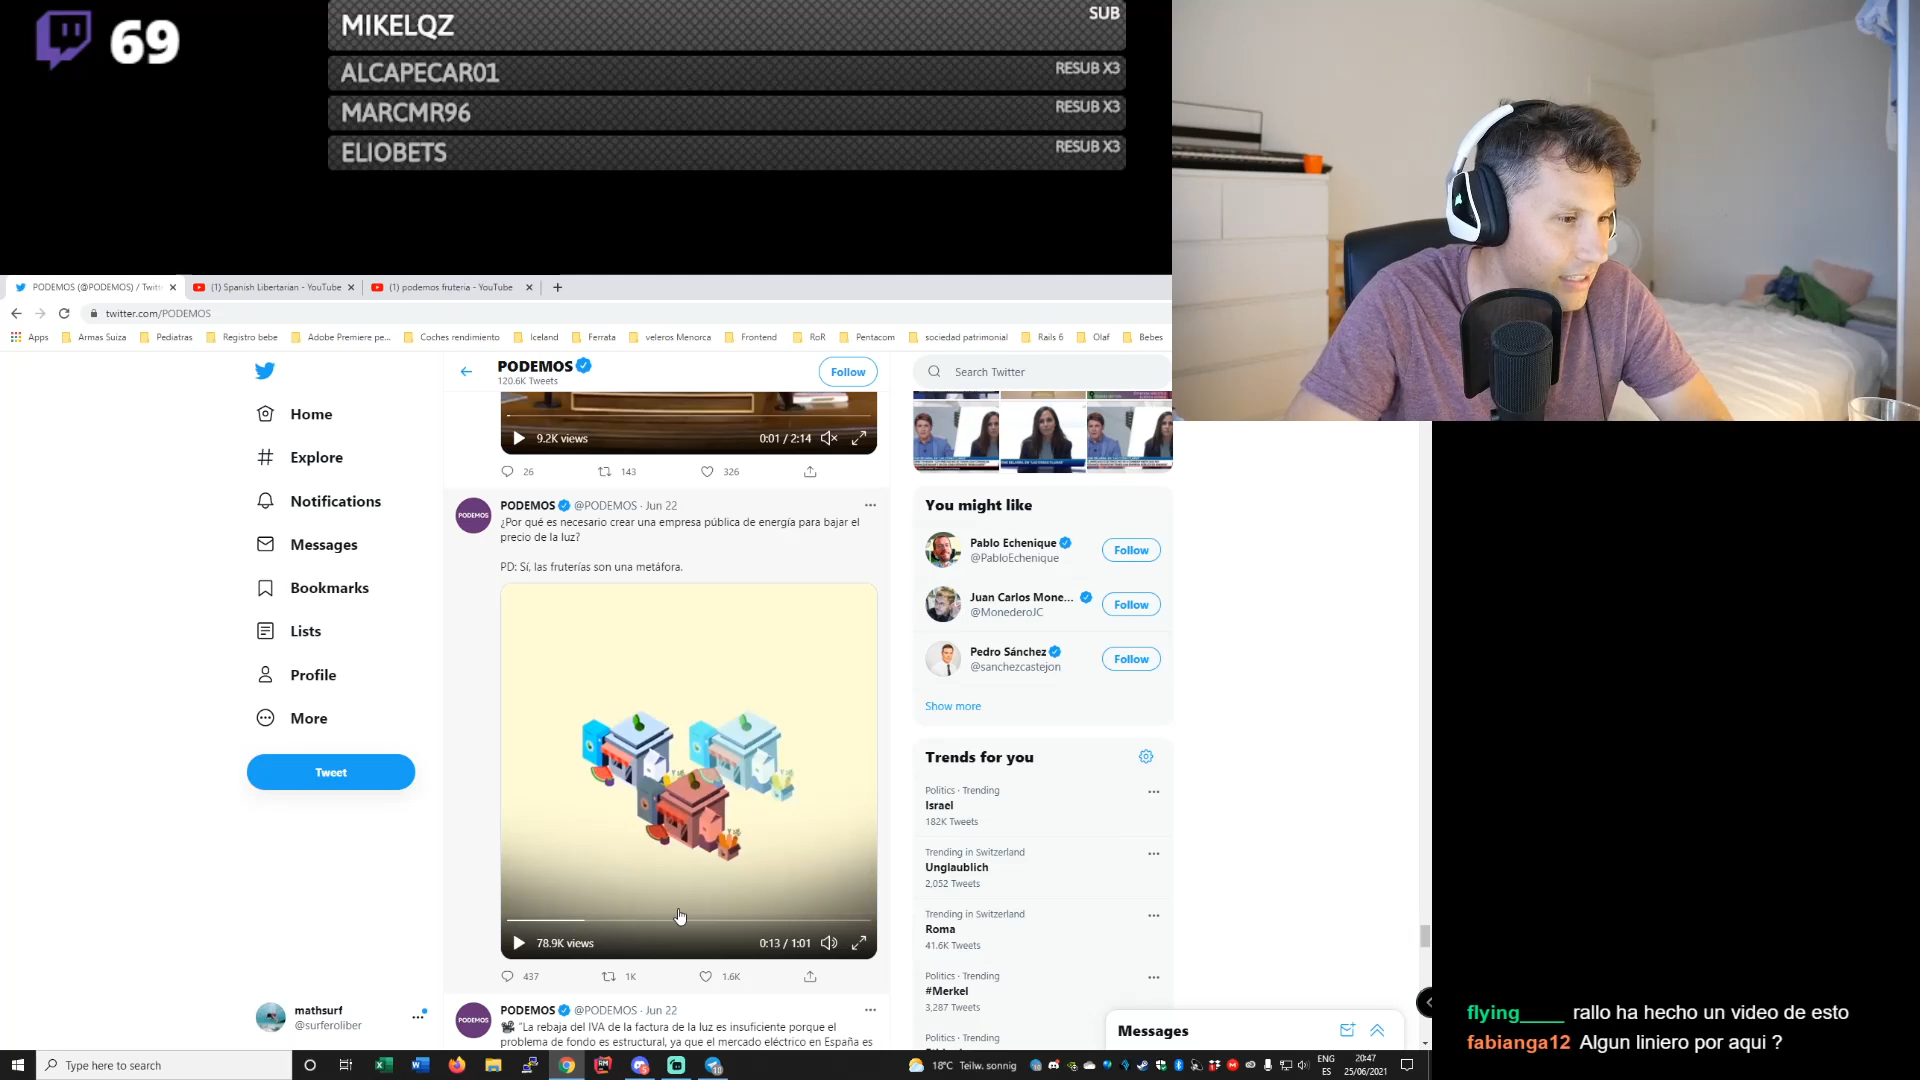 69
MIKELQZ SUB
ALCAPECAR01 RESUB X3
MARCMR96 RESUB X3
ELIOBETS RESUB X3
PODEMOS (@PODEMOS) / Twitt
(1) Spanish Libertarian - YouTube
(1) podemos fruteria - YouTube
twitter.com/PODEMOS
Apps
Armas Suiza
Pediatras
Registro bebe
Adobe Premiere pe...
Coches rendimiento
Iceland
Ferrata
veleros Menorca
Frontend
RoR
Pentacom
sociedad patrimonial
Rails 6
Olaf
Bebes
Home
Explore
Notifications
Messages
Bookmarks
Lists
Profile
More
Tweet
mathsurf
@surferoliber
PODEMOS
120.6K Tweets
Follow
9.2K views
0:01 / 2:14
26
143
326
PODEMOS
PODEMOS @PODEMOS · Jun 22
¿Por qué es necesario crear una empresa pública de energía para bajar el
precio de la luz?
PD: Sí, las fruterías son una metáfora.
78.9K views
0:13 / 1:01
437
1K
1.6K
PODEMOS
PODEMOS @PODEMOS · Jun 22
"La rebaja del IVA de la factura de la luz es insuficiente porque el
problema de fondo es estructural, ya que el mercado eléctrico en España es
Search Twitter
You might like
Pablo Echenique
@PabloEchenique
Follow
Juan Carlos Mone...
@MonederoJC
Follow
Pedro Sánchez
@sanchezcastejon
Follow
Show more
Trends for you
Politics · Trending
Israel
182K Tweets
Trending in Switzerland
Unglaublich
2,052 Tweets
Trending in Switzerland
Roma
41.6K Tweets
Politics · Trending
#Merkel
3,287 Tweets
Politics · Trending
Messages
flying____ rallo ha hecho un video de esto
fabianga12 Algun liniero por aqui ?
Type here to search
18°C Teilw. sonnig
ENG
ES
20:47
25/06/2021